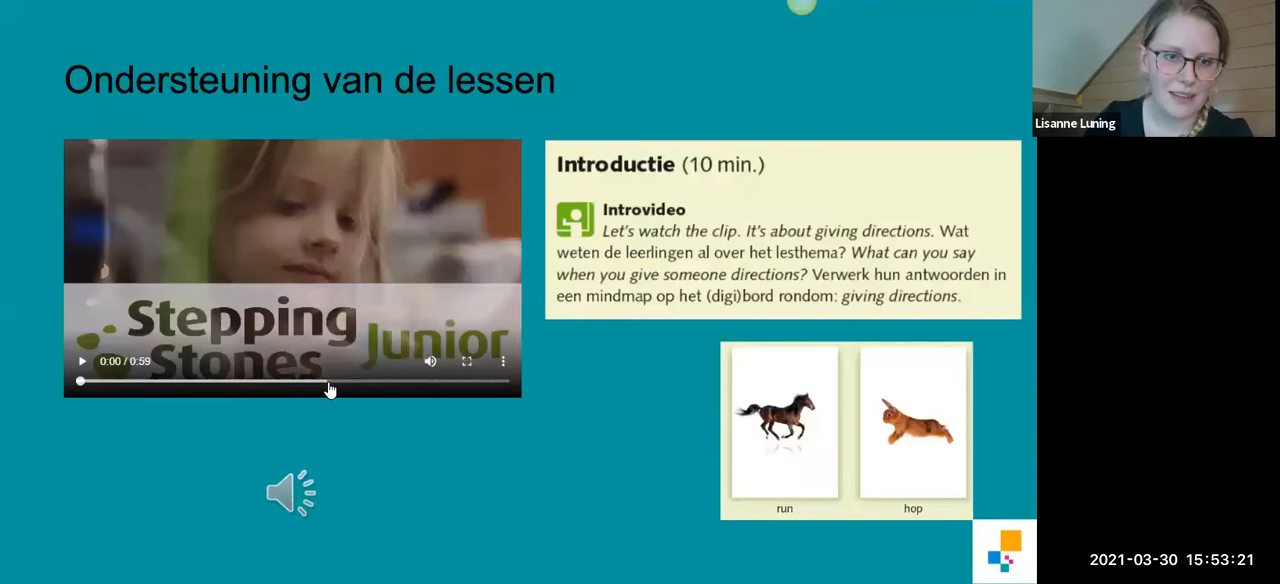 Ondersteuning van de lessen
Lisanne Luning
Introductie (10 min.)
Introvideo
Let's watch the clip. It's about giving directions. Wat
weten de leerlingen al over het lesthema? What can you say
when you give someone directions? Verwerk hun antwoorden in
een mindmap op het (digi)bord rondom: giving directions.
Stepping
Stones Junior
0:00 / 0:59
run hop
2021-03-30 15:53:21